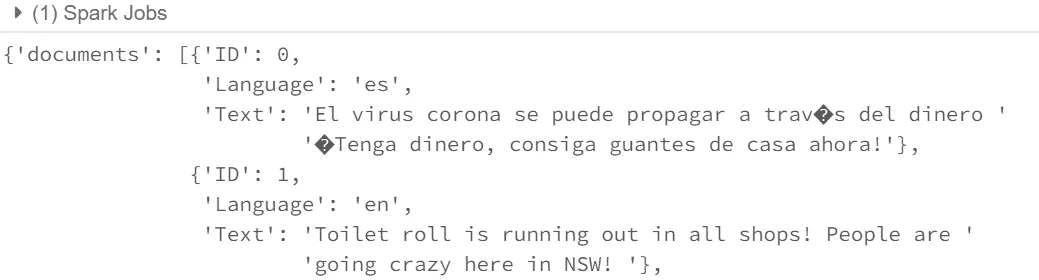 (1) Spark Jobs
{'documents': [{'ID': 0,
'Language': 'es',
'Text': 'El virus corona se puede propagar a trav�s del dinero '
'�Tenga dinero, consiga guantes de casa ahora!'},
{'ID': 1,
'Language': 'en',
'Text': 'Toilet roll is running out in all shops! People are '
'going crazy here in NSW! '},